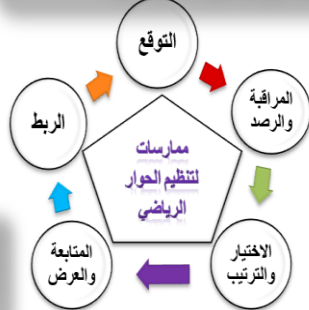 التوقع
المراقبة
والرصد
الاختيار
والترتيب
المتابعة
والعرض
الربط
ممارسات
لتنظيم الحوار
الرياضي